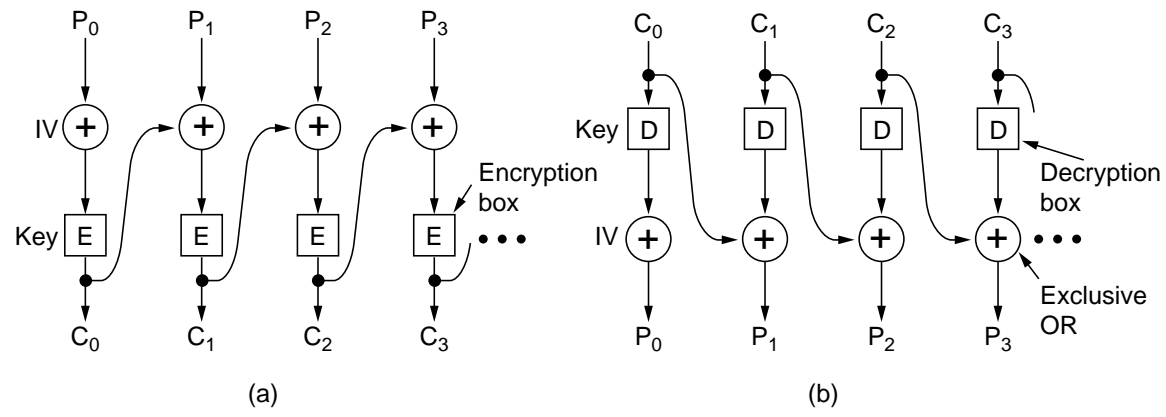 P0 P1 P2 P3
IV + + + +
Key E E E E
Encryption
box
C0 C1 C2 C3
(a)
C0 C1 C2 C3
Key D D D D
Decryption
box
IV + + + +
Exclusive
OR
P0 P1 P2 P3
(b)